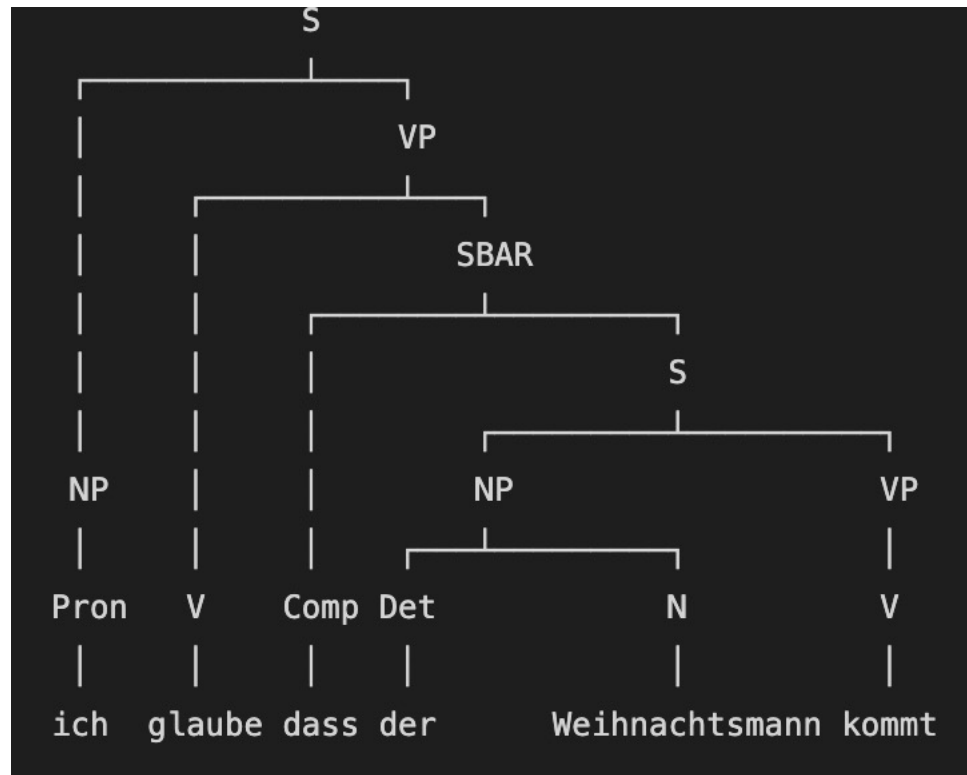 S
VP
SBAR
S
NP NP VP
Pron V Comp Det N V
ich glaube dass der Weihnachtsmann kommt